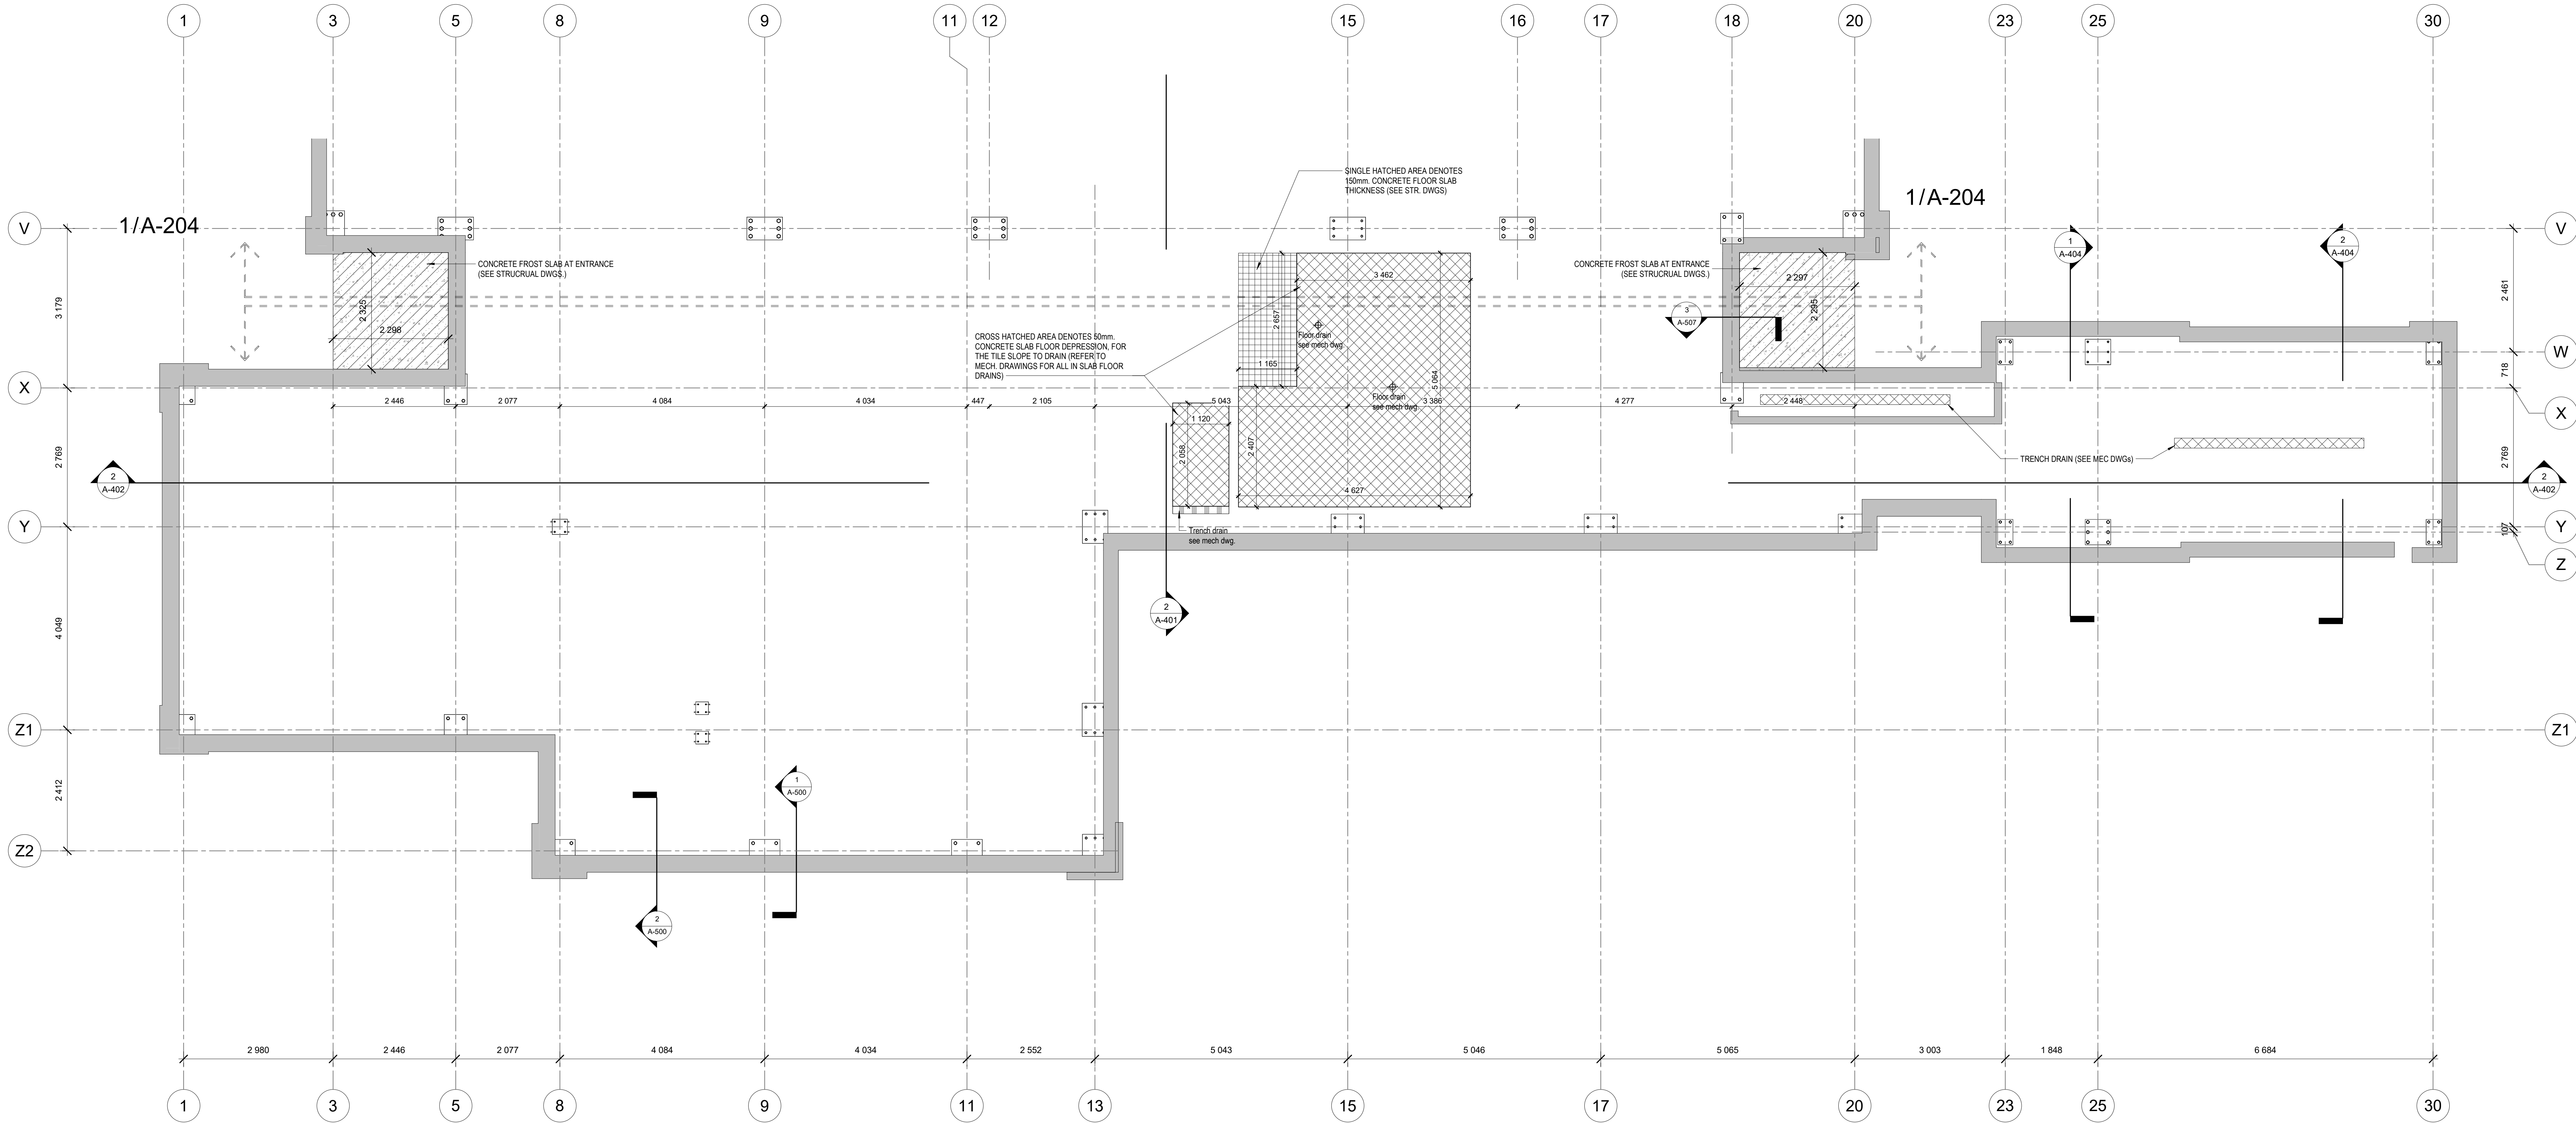 1
3
5
8
9
11
12
15
16
17
18
20
23
25
30
SINGLE HATCHED AREA DENOTES
150mm. CONCRETE FLOOR SLAB
THICKNESS (SEE STR. DWGS)
1/A-204
1/A-204
V
V
1
A-404
2
A-404
CONCRETE FROST SLAB AT ENTRANCE
(SEE STRUCRUAL DWGS.)
CONCRETE FROST SLAB AT ENTRANCE
(SEE STRUCRUAL DWGS.)
3 462
2 297
3 179
2 325
2 298
2 657
2 295
2 461
3
A-507
Floor drain
see mech dwg.
CROSS HATCHED AREA DENOTES 50mm.
CONCRETE SLAB FLOOR DEPRESSION, FOR
THE TILE SLOPE TO DRAIN (REFER TO
MECH. DRAWINGS FOR ALL IN SLAB FLOOR
DRAINS)
W
1 165
5 064
718
X
Floor drain
see mech dwg.
2 446
2 077
4 084
4 034
447
2 105
5 043
3 386
4 277
2 448
X
1 120
2 058
2 407
2 769
TRENCH DRAIN (SEE MEC DWGs)
2 769
2
A-402
4 627
2
A-402
Y
Trench drain
see mech dwg.
107
Y
Z
2
A-401
4 049
Z1
Z1
2 412
1
A-500
Z2
2
A-500
2 980
2 446
2 077
4 084
4 034
2 552
5 043
5 046
5 065
3 003
1 848
6 684
1
3
5
8
9
11
13
15
17
20
23
25
30